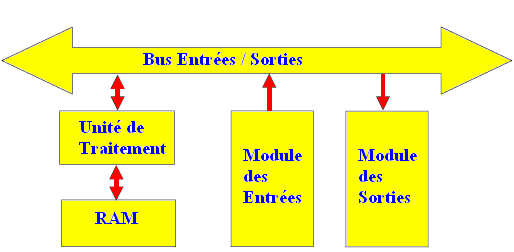 Bus Entrées / Sorties
Unité de
Traitement
RAM
Module
des
Entrées
Module
des
Sorties